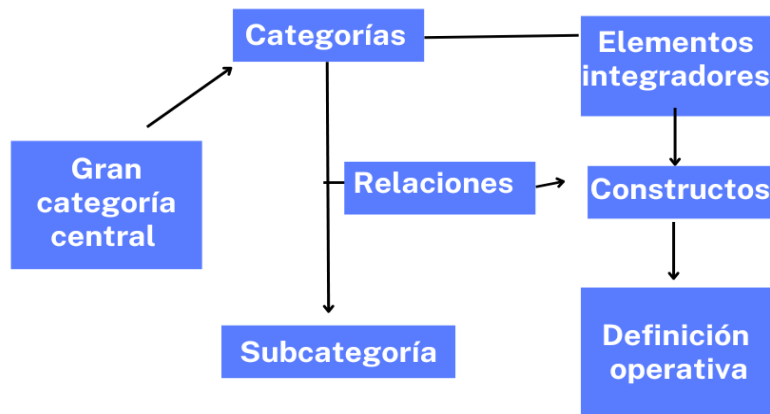 Categorías
Elementos
integradores
Gran
categoría
central
Relaciones
Constructos
Subcategoría
Definición
operativa